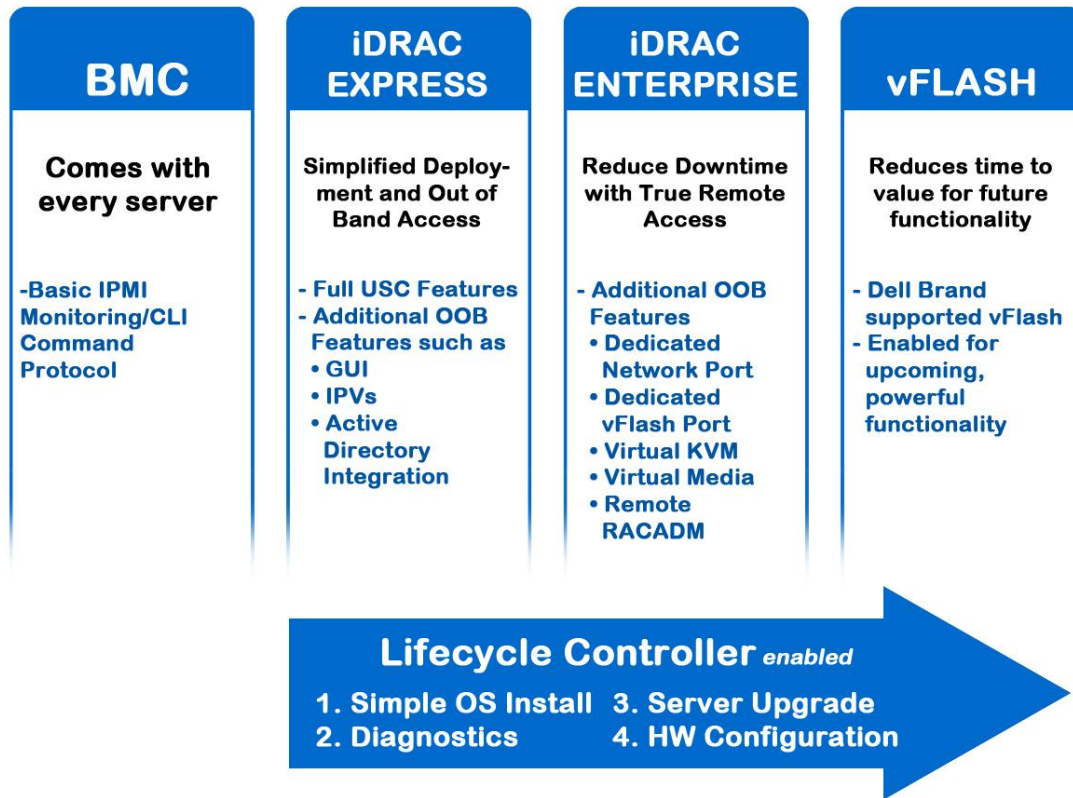 BMC
Comes with
every server
-Basic IPMI
Monitoring/CLI
Command
Protocol
iDRAC
EXPRESS
Simplified Deploy-
ment and Out of
Band Access
- Full USC Features
- Additional OOB
Features such as
• GUI
• IPVs
• Active
Directory
Integration
iDRAC
ENTERPRISE
Reduce Downtime
with True Remote
Access
- Additional OOB
Features
• Dedicated
Network Port
• Dedicated
vFlash Port
• Virtual KVM
• Virtual Media
• Remote
RACADM
vFLASH
Reduces time to
value for future
functionality
- Dell Brand
supported vFlash
- Enabled for
upcoming,
powerful
functionality
Lifecycle Controller enabled
1. Simple OS Install
2. Diagnostics
3. Server Upgrade
4. HW Configuration